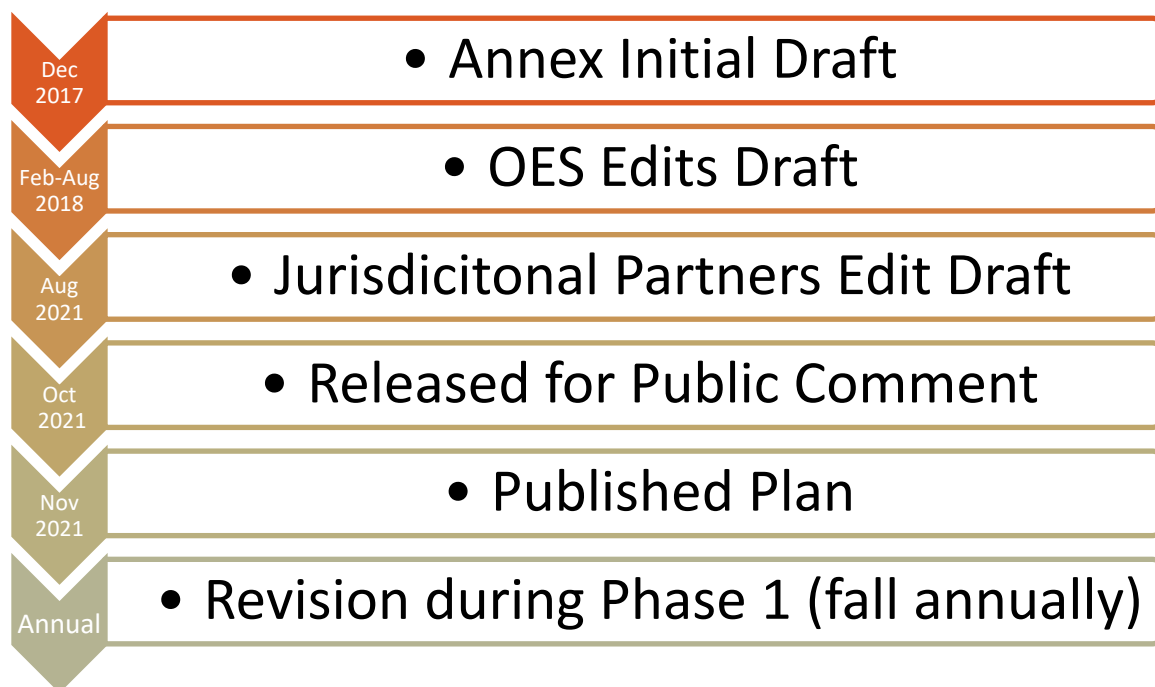 Dec
2017
• Annex Initial Draft
Feb-Aug
2018
• OES Edits Draft
Aug
2021
• Jurisdicitonal Partners Edit Draft
Oct
2021
• Released for Public Comment
Nov
2021
• Published Plan
Annual
• Revision during Phase 1 (fall annually)